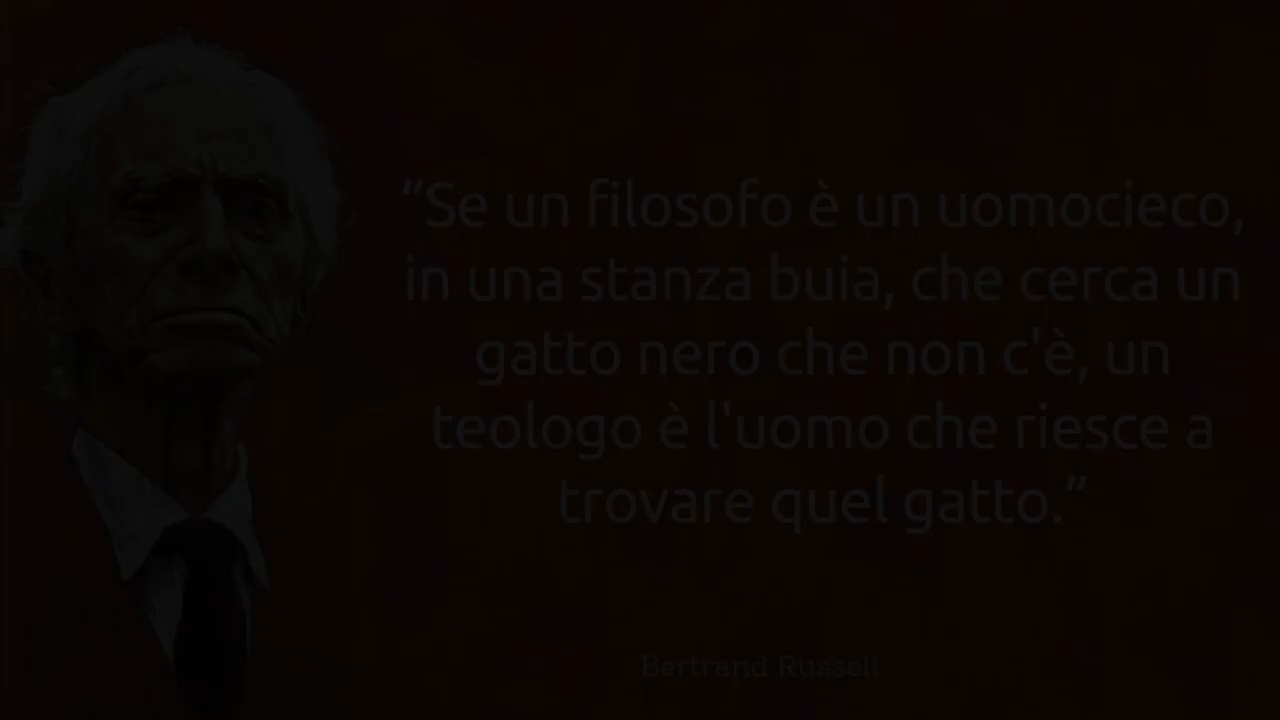 “Se un filosofo è un uomocieco,
in una stanza buia, che cerca un
gatto nero che non c'è, un
teologo è l'uomo che riesce a
trovare quel gatto.”
Bertrand Russell